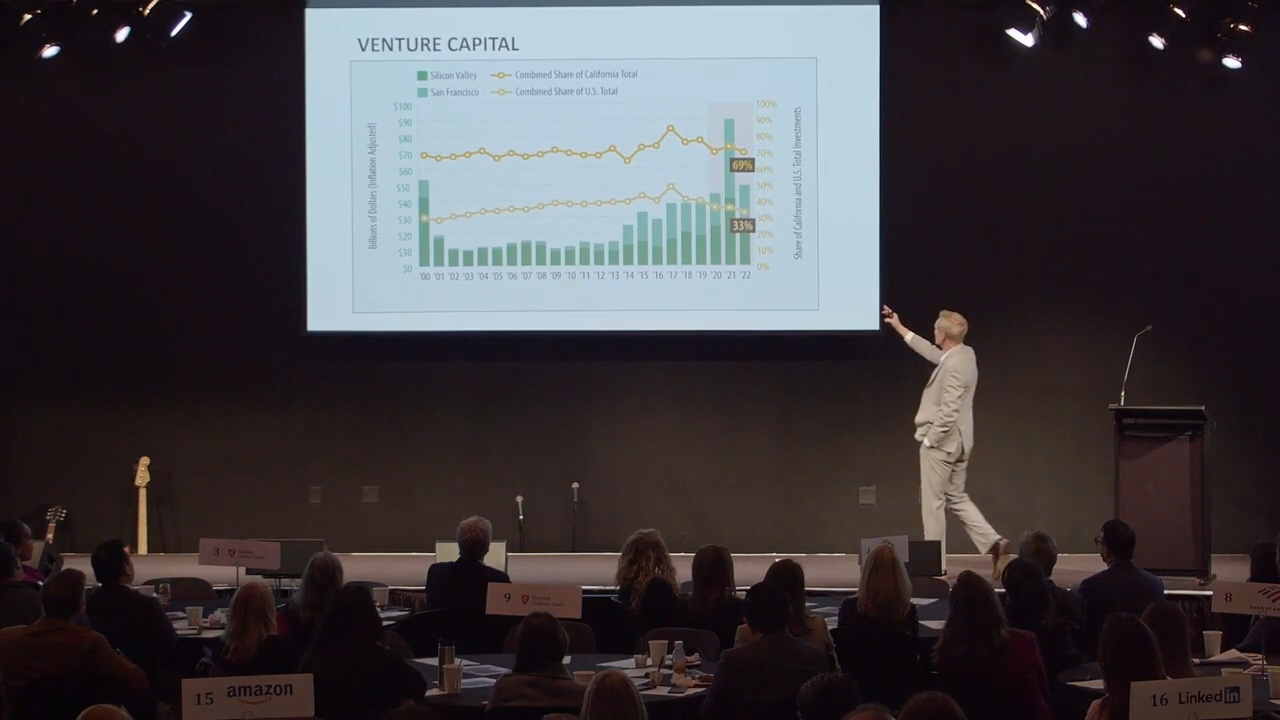 VENTURE CAPITAL
Silicon Valley
Combined Share of California Total
San Francisco
Combined Share of U.S. Total
Billions of Dollars (Inflation Adjusted)
$100
$90
$80
$70
$60
$50
$40
$30
$20
$10
$0
100%
90%
80%
70%
60%
50%
40%
30%
20%
10%
0%
Share of California and U.S. Total Investments
69%
33%
'00 '01 '02 '03 '04 '05 '06 '07 '08 '09 '10 '11 '12 '13 '14 '15 '16 '17 '18 '19 '20 '21 '22
3
9
8
15 amazon
16 LinkedIn